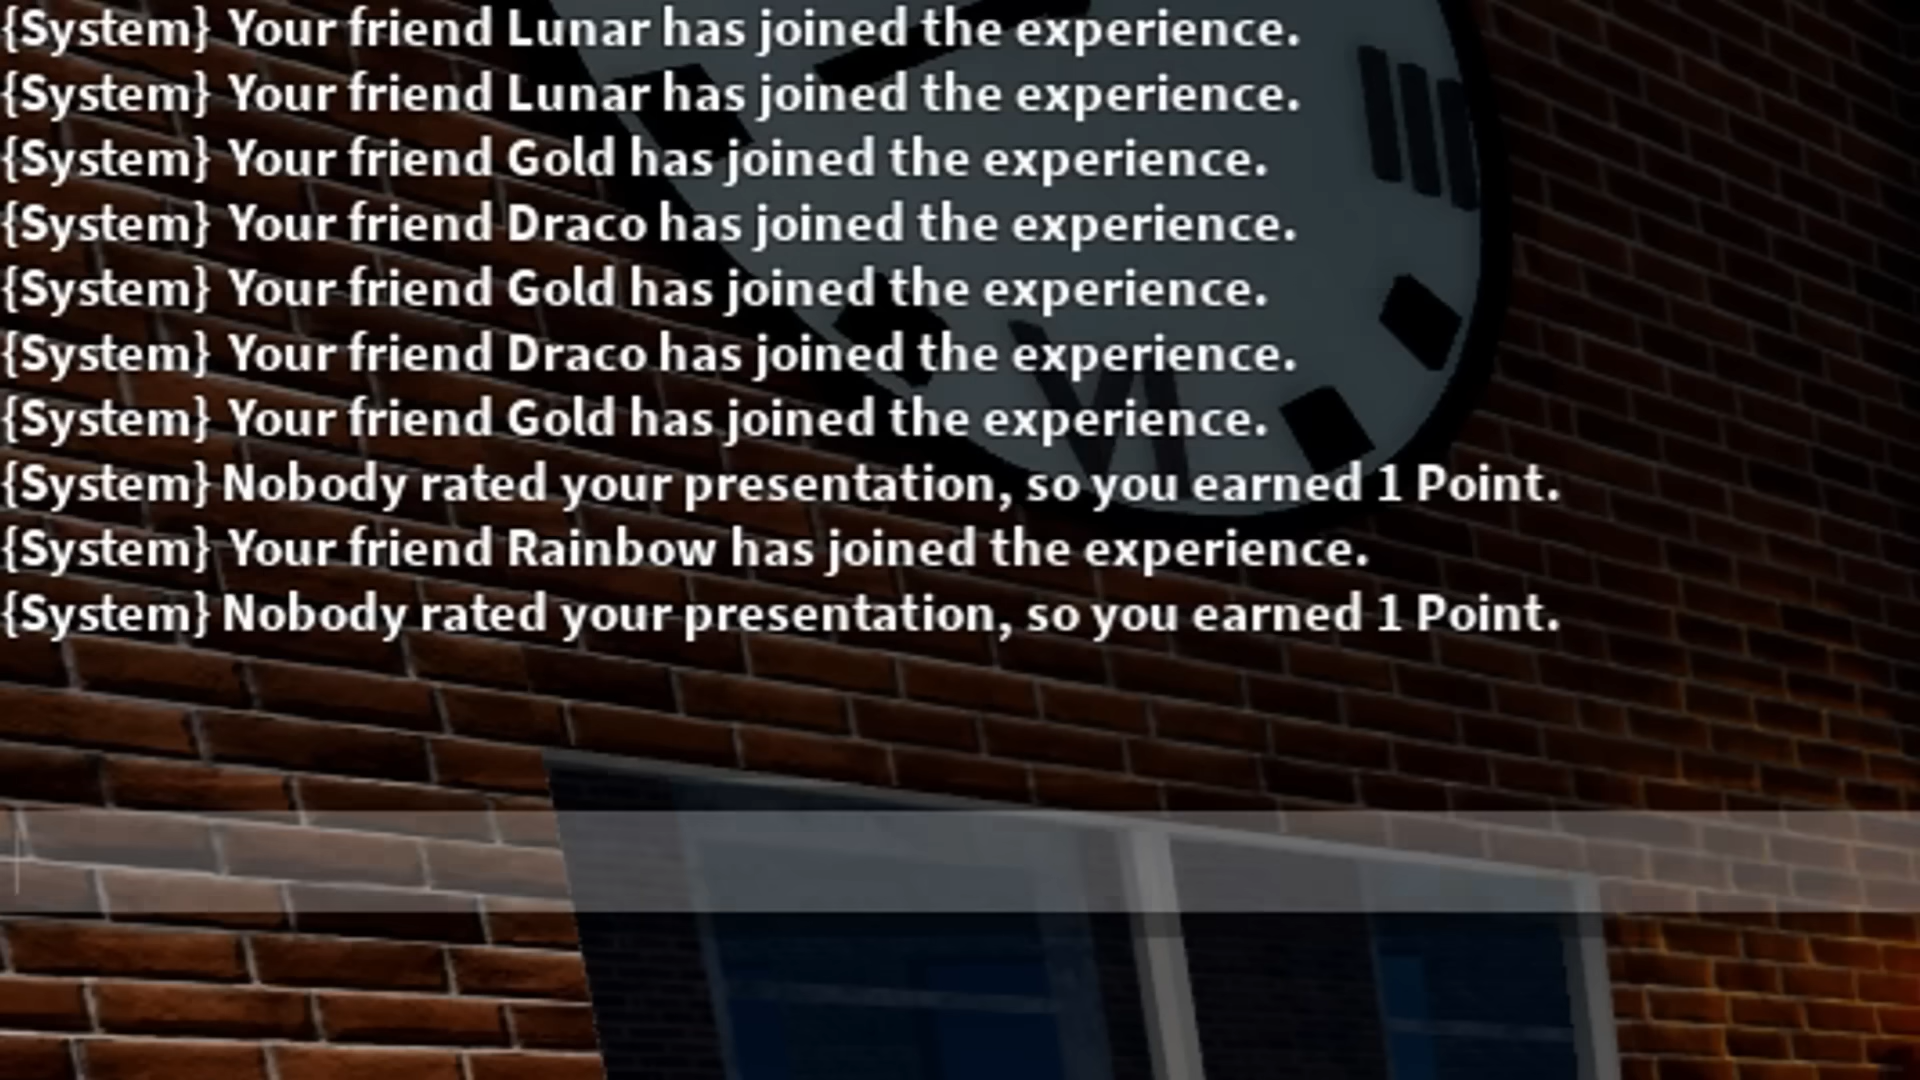 {System} Your friend Lunar has joined the experience.
{System} Your friend Lunar has joined the experience.
{System} Your friend Gold has joined the experience.
{System} Your friend Draco has joined the experience.
{System} Your friend Gold has joined the experience.
{System} Your friend Draco has joined the experience.
{System} Your friend Gold has joined the experience.
{System} Nobody rated your presentation, so you earned 1 Point.
{System} Your friend Rainbow has joined the experience.
{System} Nobody rated your presentation, so you earned 1 Point.
III
VI